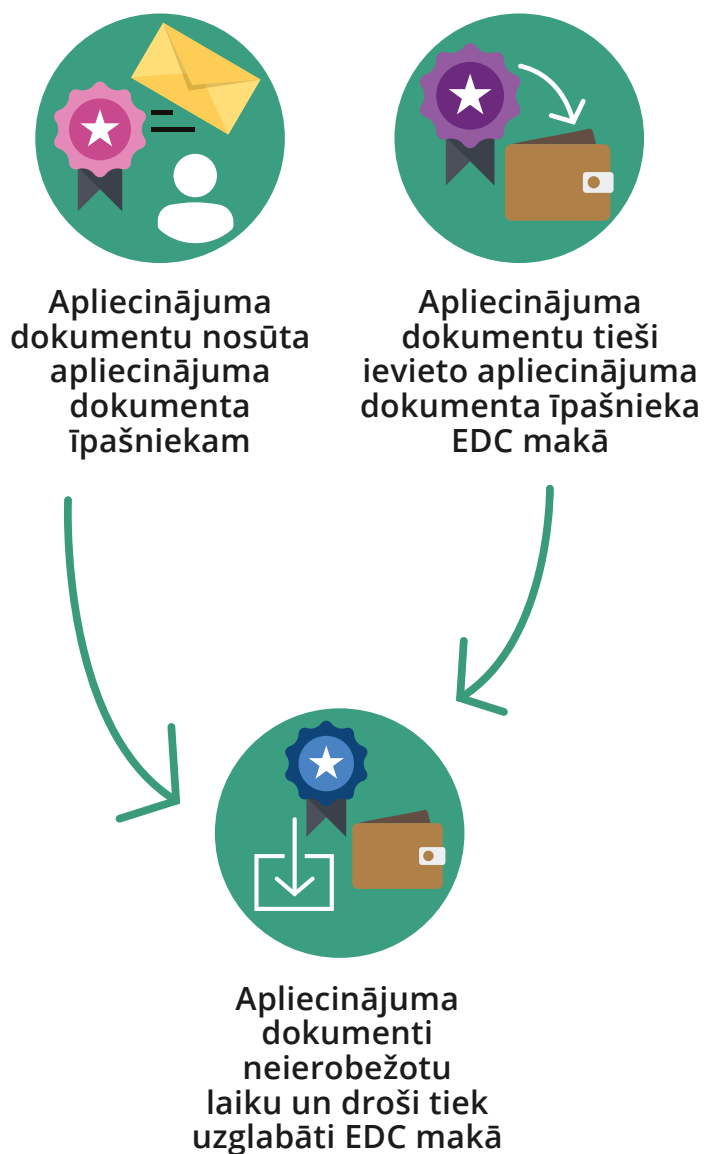 Apliecinājuma
dokumentu nosūta
apliecinājuma
dokumenta
īpašniekam
Apliecinājuma
dokumentu tieši
ievieto apliecinājuma
dokumenta īpašnieka
EDC makā
Apliecinājuma
dokumenti
neierobežotu
laiku un droši tiek
uzglabāti EDC makā